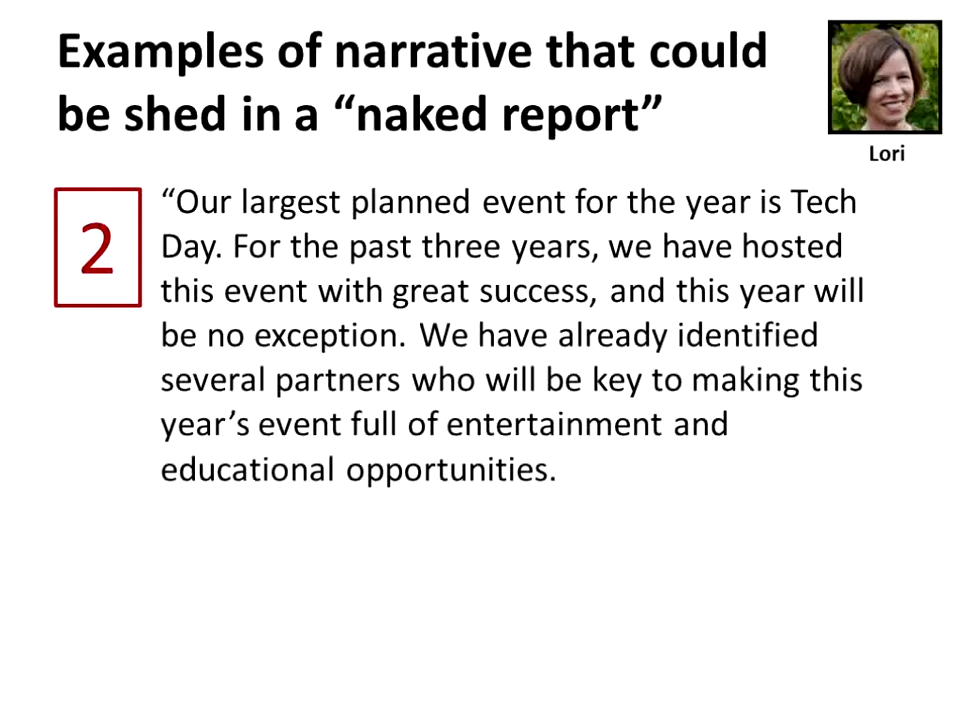 Examples of narrative that could
be shed in a “naked report”
Lori
2
“Our largest planned event for the year is Tech
Day. For the past three years, we have hosted
this event with great success, and this year will
be no exception. We have already identified
several partners who will be key to making this
year’s event full of entertainment and
educational opportunities.